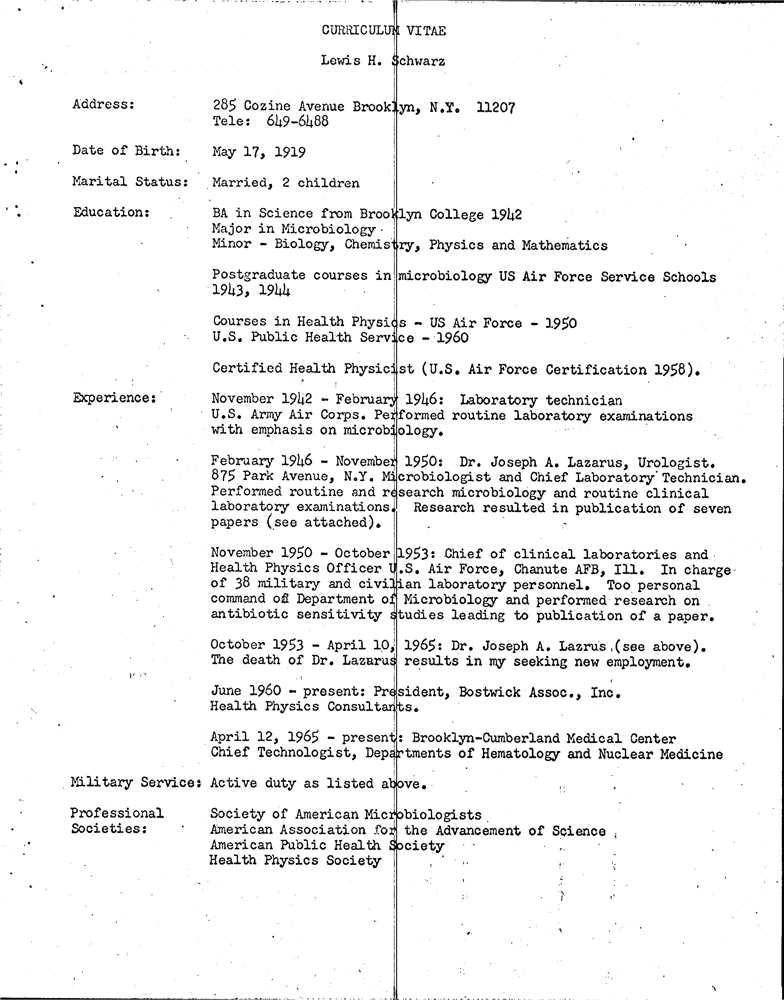 CURRICULUM VITAE
Lewis H. Schwarz
Address: 285 Cozine Avenue Brooklyn, N.Y. 11207
Tele: 649-6488
Date of Birth: May 17, 1919
Marital Status: Married, 2 children
Education: BA in Science from Brooklyn College 1942
Major in Microbiology
Minor - Biology, Chemistry, Physics and Mathematics
Postgraduate courses in microbiology US Air Force Service Schools
1943, 1944
Courses in Health Physics - US Air Force - 1950
U.S. Public Health Service - 1960
Certified Health Physicist (U.S. Air Force Certification 1958).
Experience: November 1942 - February 1946: Laboratory technician
U.S. Army Air Corps. Performed routine laboratory examinations
with emphasis on microbiology.
February 1946 - November 1950: Dr. Joseph A. Lazarus, Urologist.
875 Park Avenue, N.Y. Microbiologist and Chief Laboratory Technician.
Performed routine and research microbiology and routine clinical
laboratory examinations. Research resulted in publication of seven
papers (see attached).
November 1950 - October 1953: Chief of clinical laboratories and
Health Physics Officer U.S. Air Force, Chanute AFB, Ill. In charge
of 38 military and civilian laboratory personnel. Too personal
command of Department of Microbiology and performed research on
antibiotic sensitivity studies leading to publication of a paper.
October 1953 - April 10, 1965: Dr. Joseph A. Lazrus (see above).
The death of Dr. Lazarus results in my seeking new employment.
June 1960 - present: President, Bostwick Assoc., Inc.
Health Physics Consultants.
April 12, 1965 - present: Brooklyn-Cumberland Medical Center
Chief Technologist, Departments of Hematology and Nuclear Medicine
Military Service: Active duty as listed above.
Professional Society of American Microbiologists
Societies: American Association for the Advancement of Science
American Public Health Society
Health Physics Society